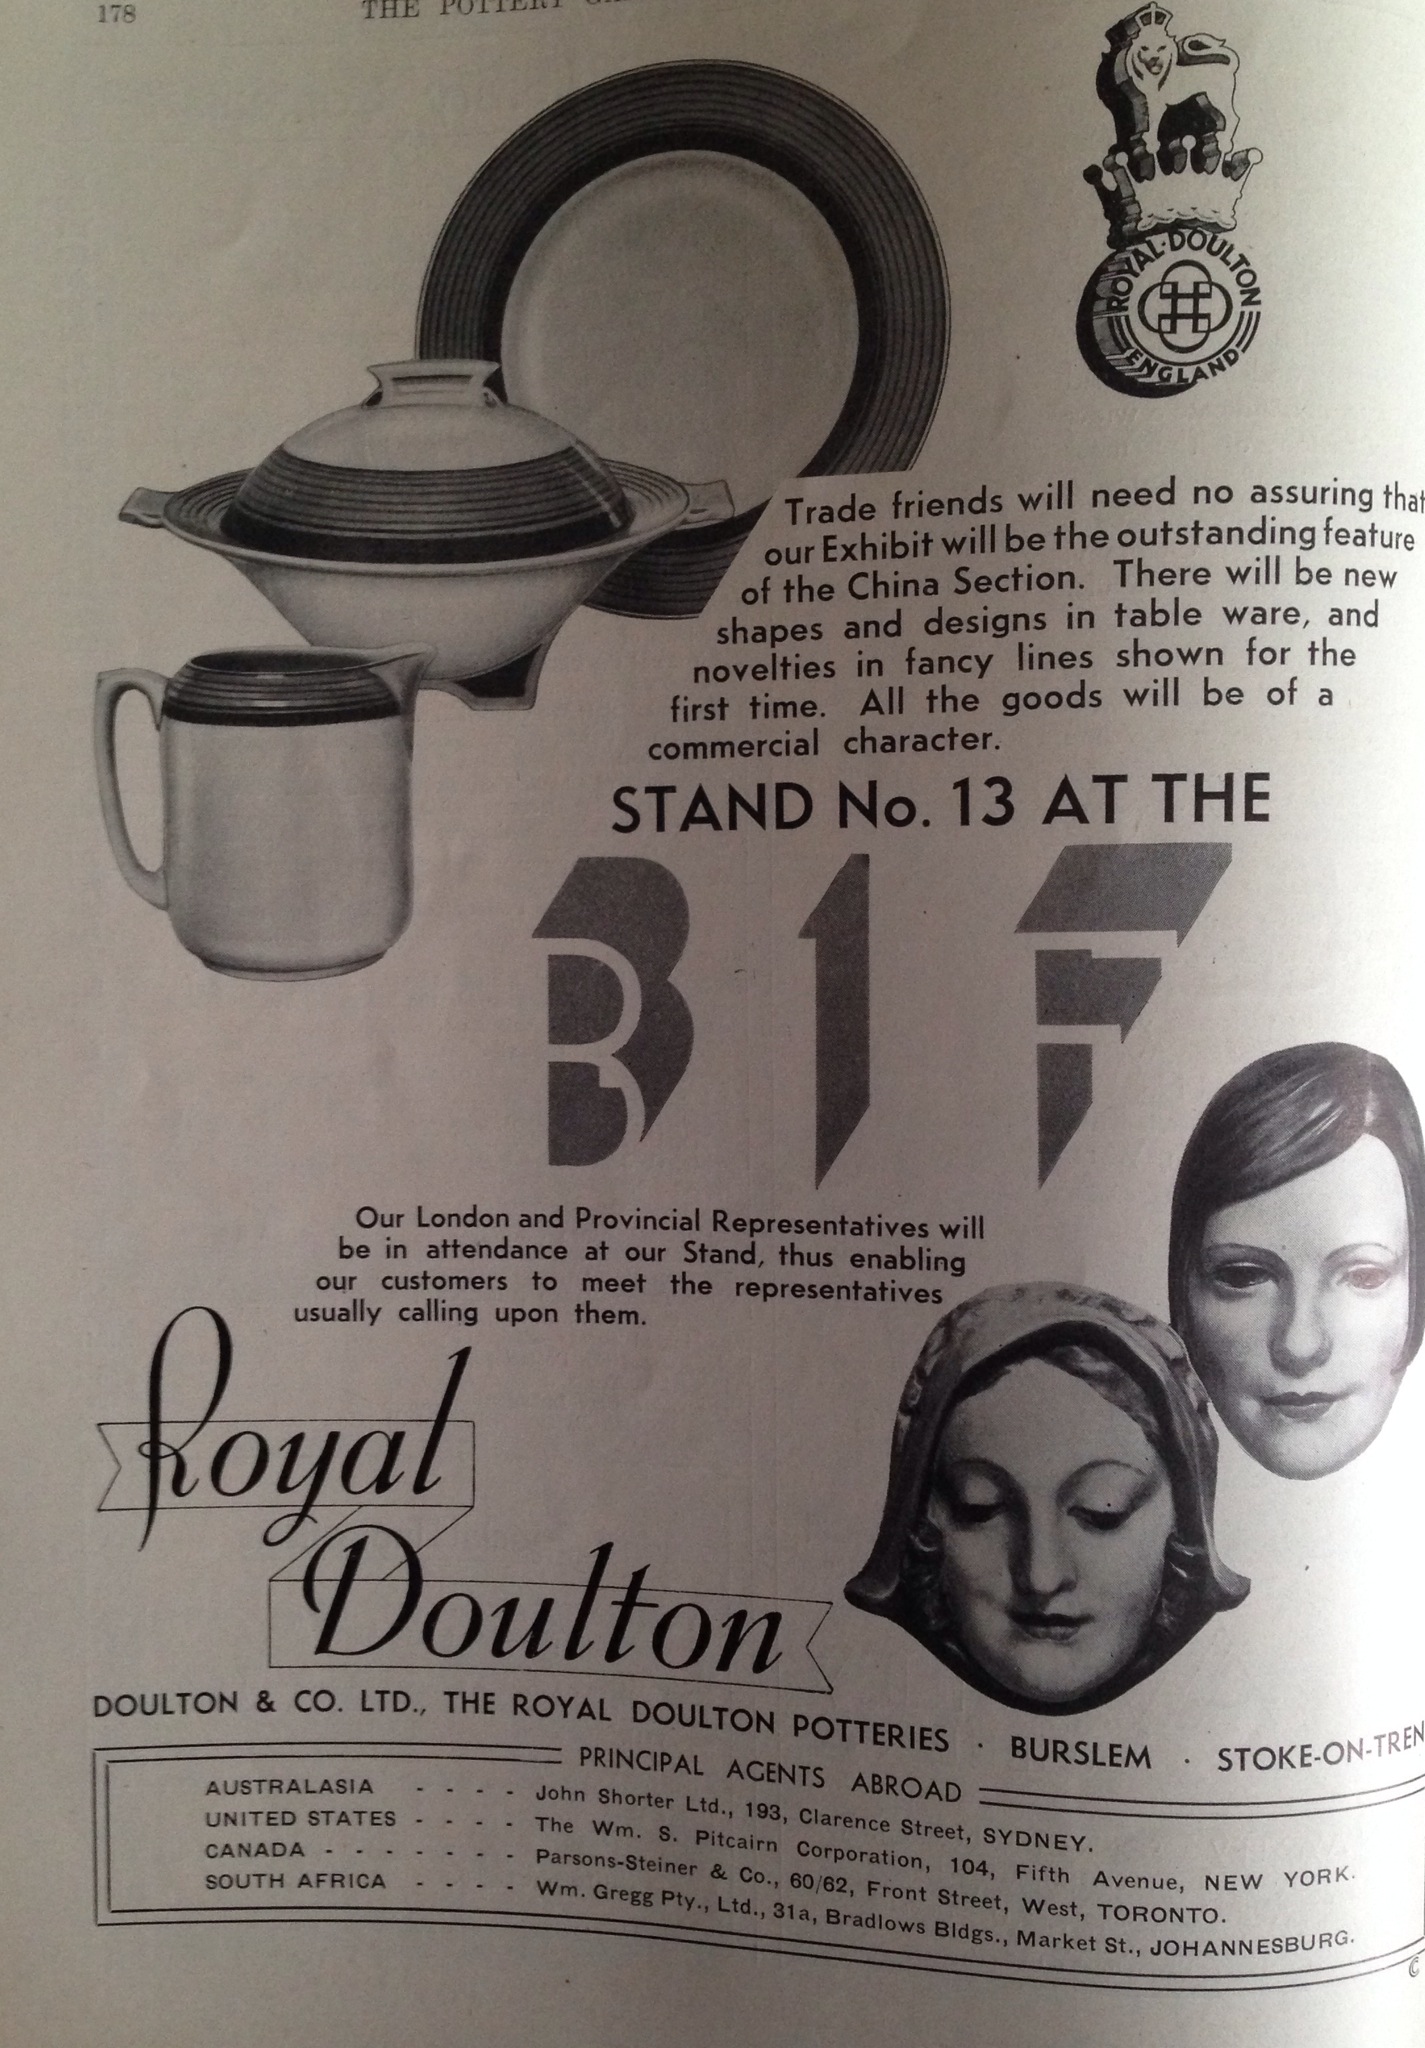 178
THE POTTERY
ROYAL·DOULTON
ENGLAND
Trade friends will need no assuring that
our Exhibit will be the outstanding feature
of the China Section. There will be new
shapes and designs in table ware, and
novelties in fancy lines shown for the
first time. All the goods will be of a
commercial character.
STAND No. 13 AT THE
BIF
Our London and Provincial Representatives will
be in attendance at our Stand, thus enabling
our customers to meet the representatives
usually calling upon them.
Royal
Doulton
DOULTON & CO. LTD., THE ROYAL DOULTON POTTERIES · BURSLEM · STOKE-ON-TREN
PRINCIPAL AGENTS ABROAD
AUSTRALASIA - - - - John Shorter Ltd., 193, Clarence Street, SYDNEY.
UNITED STATES - - - - The Wm. S. Pitcairn Corporation, 104, Fifth Avenue, NEW YORK.
CANADA - - - - - - - Parsons-Steiner & Co., 60/62, Front Street, West, TORONTO.
SOUTH AFRICA - - - - Wm. Gregg Pty., Ltd., 31a, Bradlows Bldgs., Market St., JOHANNESBURG.
©